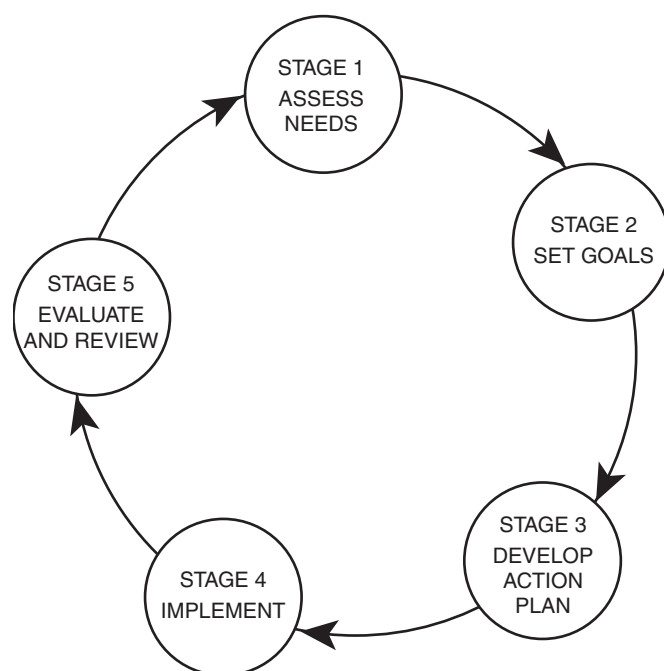 STAGE 1
ASSESS
NEEDS
STAGE 2
SET GOALS
STAGE 3
DEVELOP
ACTION
PLAN
STAGE 4
IMPLEMENT
STAGE 5
EVALUATE
AND REVIEW